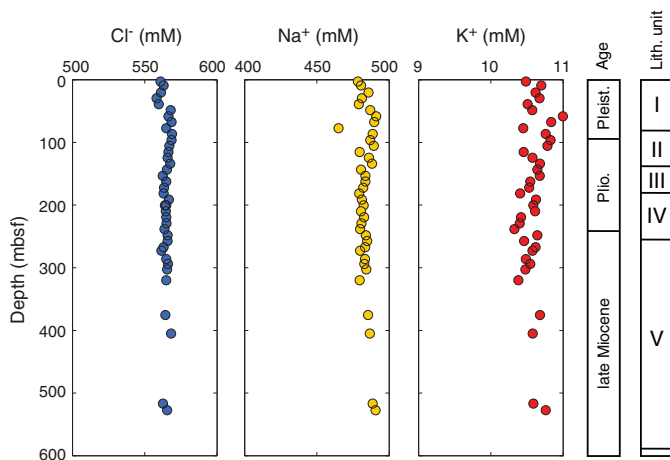 Cl- (mM) Na+ (mM) K+ (mM)
500 550 600 400 450 500 9 10 11 Age Lith. unit
0
100
200
300
400
500
600
Depth (mbsf)
Pleist.
Plio.
late Miocene
I
II
III
IV
V